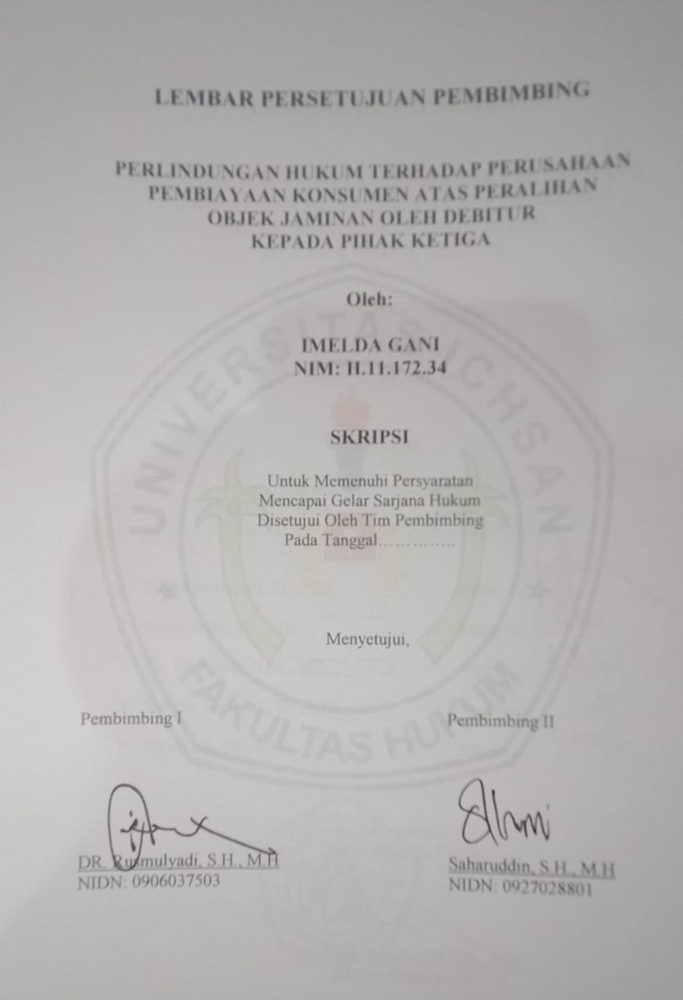 LEMBAR PERSETUJUAN PEMBIMBING
PERLINDUNGAN HUKUM TERHADAP PERUSAHAAN
PEMBIAYAAN KONSUMEN ATAS PERALIHAN
OBJEK JAMINAN OLEH DEBITUR
KEPADA PIHAK KETIGA
Oleh:
IMELDA GANI
NIM: H.11.172.34
UNIVERSITAS ICHSAN
SKRIPSI
Untuk Memenuhi Persyaratan
Mencapai Gelar Sarjana Hukum
Disetujui Oleh Tim Pembimbing
Pada Tanggal..............
Menyetujui,
FAKULTAS HUKUM
Pembimbing I
Pembimbing II
DR. Rusmulyadi, S.H., M.H
NIDN: 0906037503
Saharuddin, S.H., M.H
NIDN: 0927028801